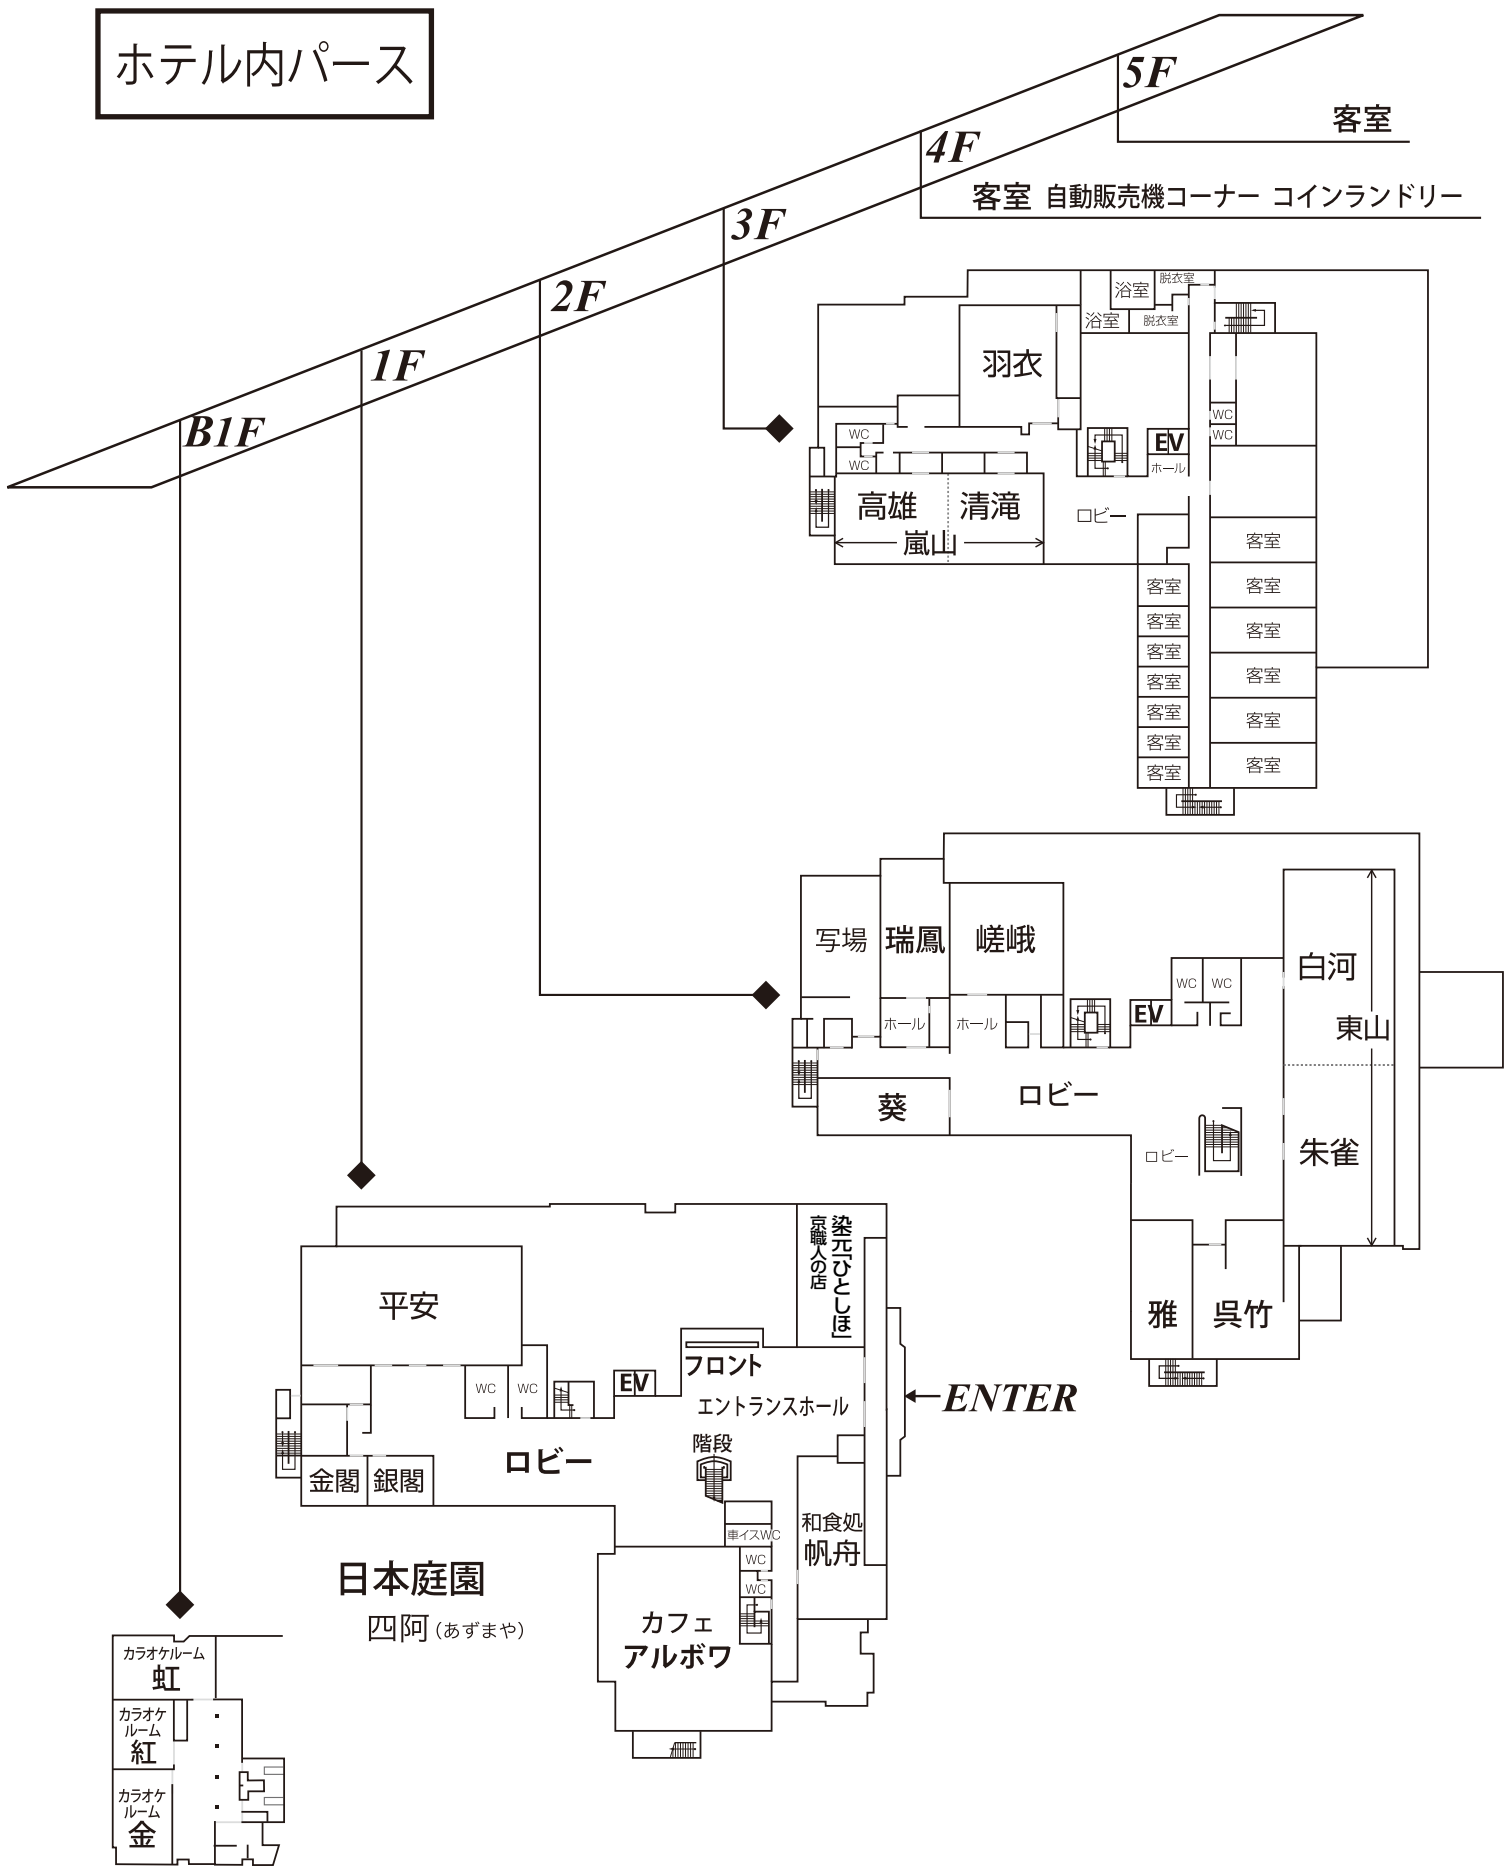 ホテル内パース
5F
客室
4F
客室 自動販売機コーナー コインランドリー
3F
2F
1F
B1F
浴室
脱衣室
浴室
脱衣室
羽衣
WC
WC
WC
WC
EV
ホール
高雄
清滝
嵐山
ロビー
客室
客室
客室
客室
客室
客室
客室
客室
客室
客室
客室
客室
客室
写場
瑞鳳
嵯峨
ホール
ホール
EV
WC
WC
白河
東山
朱雀
葵
ロビー
ロビー
雅
呉竹
平安
染元「ひとしほ」
京職人の店
フロント
WC
WC
EV
エントランスホール
ENTER
階段
ロビー
金閣
銀閣
和食処
帆舟
車イスWC
WC
WC
カフェ
アルボワ
日本庭園
四阿(あずまや)
カラオケルーム
虹
カラオケ
ルーム
紅
カラオケ
ルーム
金